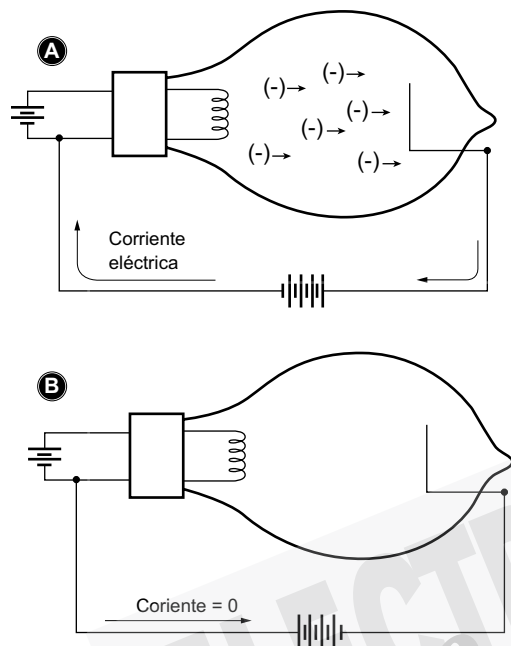 A
(-)→
(-)→
(-)→
(-)→
(-)→
(-)→
Corriente
eléctrica
B
Coriente = 0